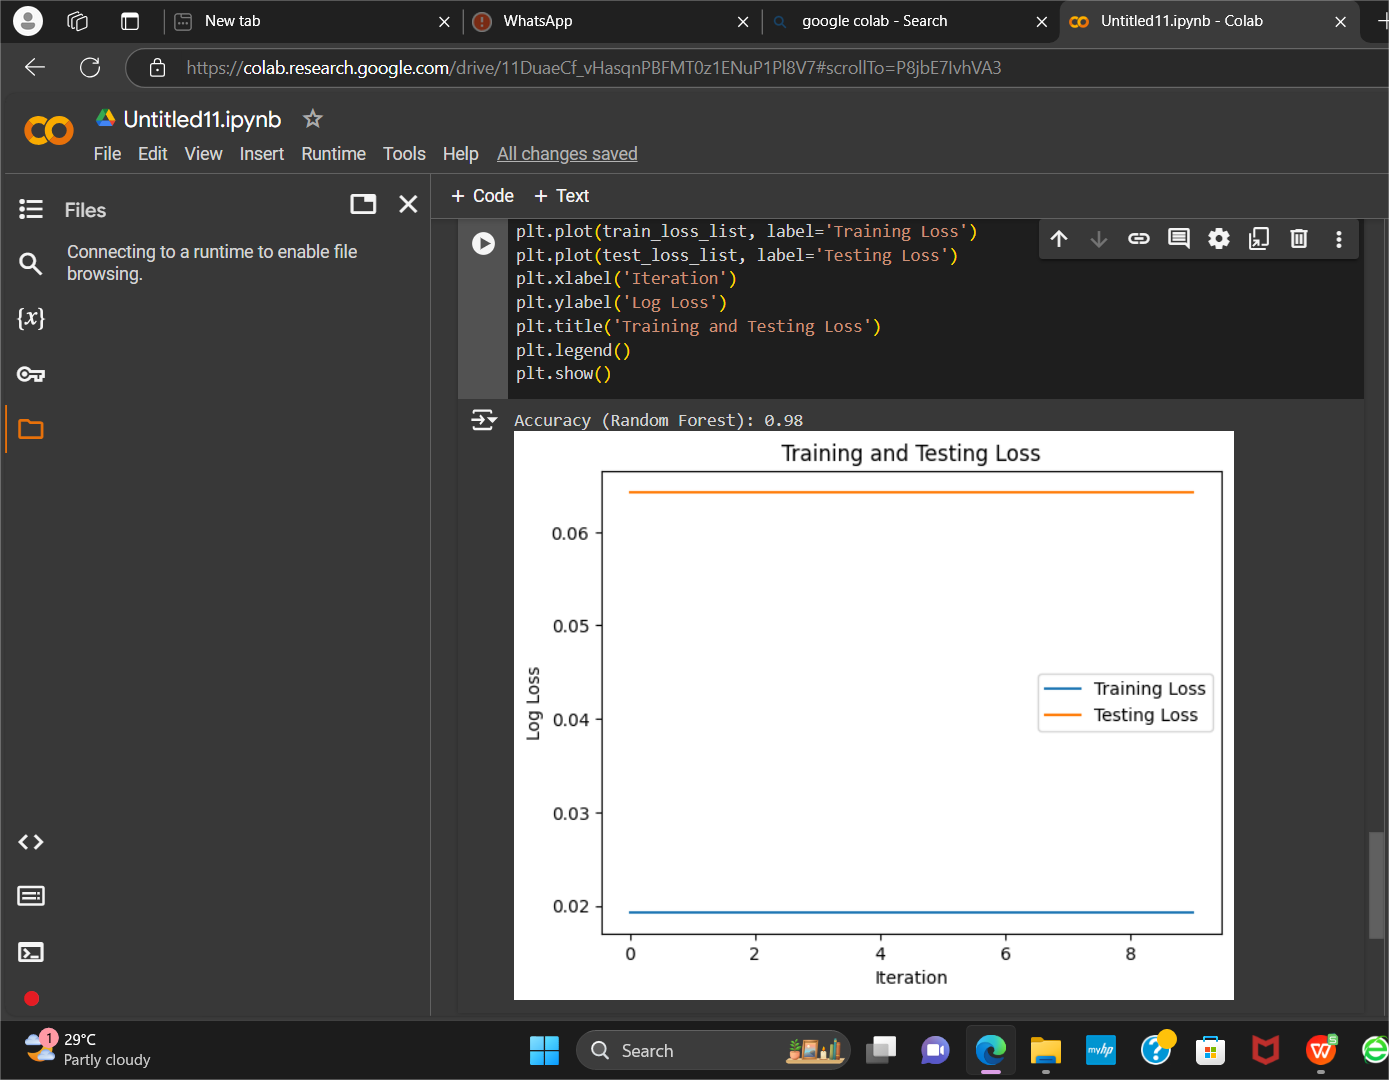 New tab
WhatsApp
google colab - Search
Untitled11.ipynb - Colab
https://colab.research.google.com/drive/11DuaeCf_vHasqnPBFMT0z1ENuP1Pl8V7#scrollTo=P8jbE7IvhVA3
Untitled11.ipynb
File Edit View Insert Runtime Tools Help All changes saved
Files
+ Code + Text
Connecting to a runtime to enable file
browsing.
{x}
plt.plot(train_loss_list, label='Training Loss')
plt.plot(test_loss_list, label='Testing Loss')
plt.xlabel('Iteration')
plt.ylabel('Log Loss')
plt.title('Training and Testing Loss')
plt.legend()
plt.show()
Accuracy (Random Forest): 0.98
Training and Testing Loss
0.06
0.05
0.04
0.03
0.02
Log Loss
Training Loss
Testing Loss
0 2 4 6 8
Iteration
1
29°C
Partly cloudy
Search
myhp
?
W
S